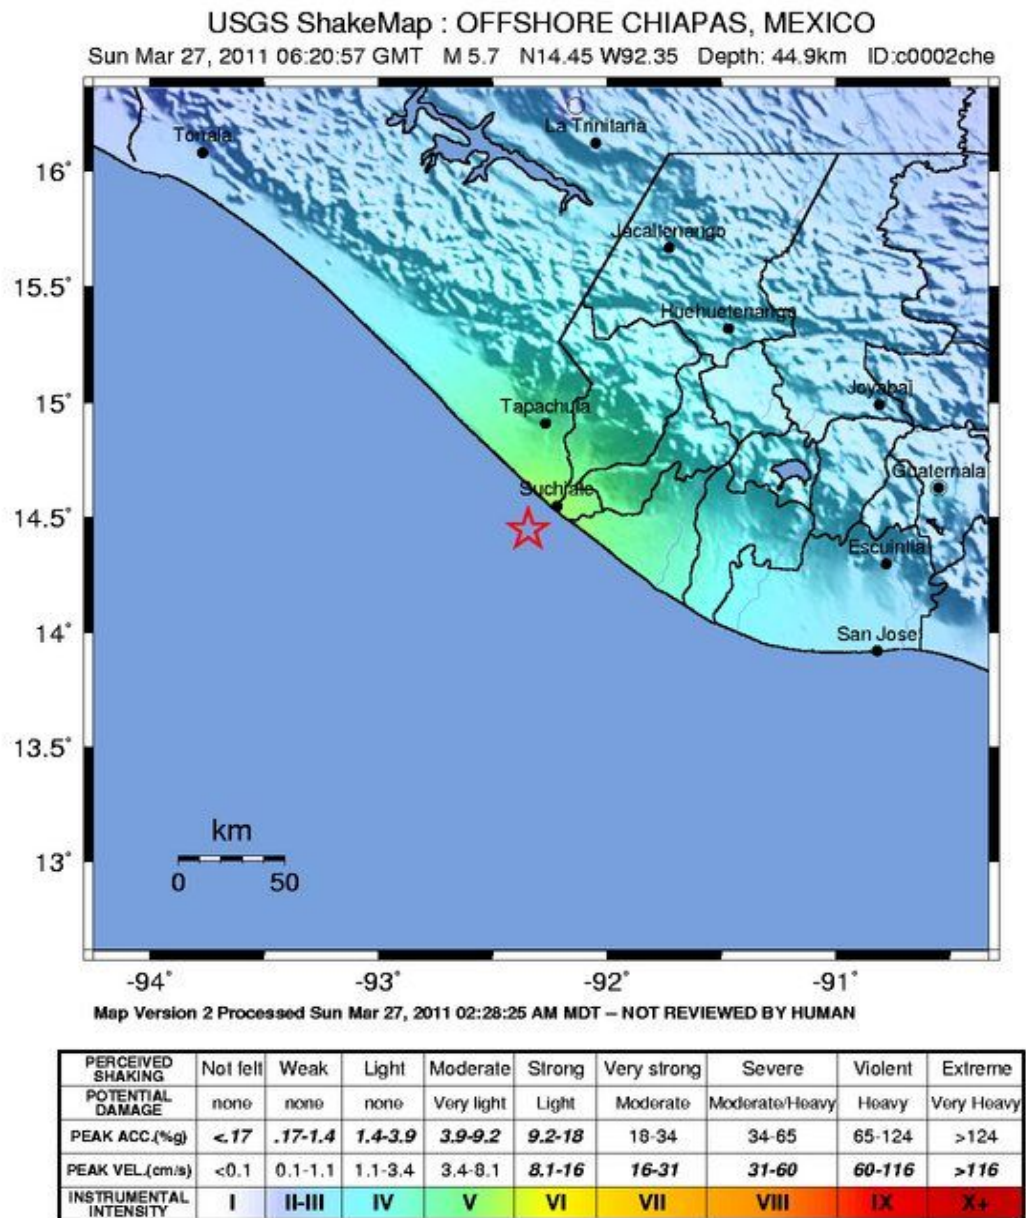 USGS ShakeMap : OFFSHORE CHIAPAS, MEXICO
Sun Mar 27, 2011 06:20:57 GMT M 5.7 N14.45 W92.35 Depth: 44.9km ID:c0002che
Tonala
La Trinitaria
16°
Jacaltenango
15.5°
Huehuetenango
Joyabaj
15°
Tapachula
Guatemala
Suchiate
14.5°
Escuintla
San Jose
14°
13.5°
km
13°
0 50
-94° -93° -92° -91°
Map Version 2 Processed Sun Mar 27, 2011 02:28:25 AM MDT – NOT REVIEWED BY HUMAN
PERCEIVED SHAKING Not felt Weak Light Moderate Strong Very strong Severe Violent Extreme
POTENTIAL DAMAGE none none none Very light Light Moderate Moderate/Heavy Heavy Very Heavy
PEAK ACC.(%g) <.17 .17-1.4 1.4-3.9 3.9-9.2 9.2-18 18-34 34-65 65-124 >124
PEAK VEL.(cm/s) <0.1 0.1-1.1 1.1-3.4 3.4-8.1 8.1-16 16-31 31-60 60-116 >116
INSTRUMENTAL INTENSITY I II-III IV V VI VII VIII IX X+